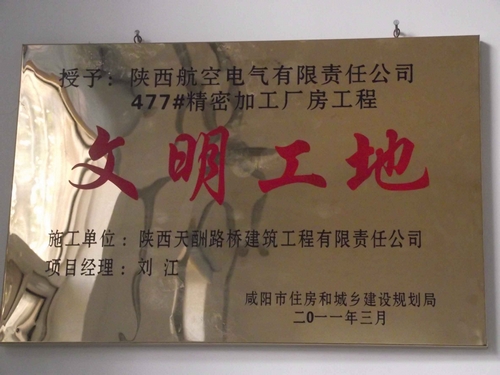 授予：陕西航空电气有限责任公司
477#精密加工厂房工程
文明工地
施工单位：陕西天酬路桥建筑工程有限责任公司
项目经理：刘江
咸阳市住房和城乡建设规划局
二0一一年三月